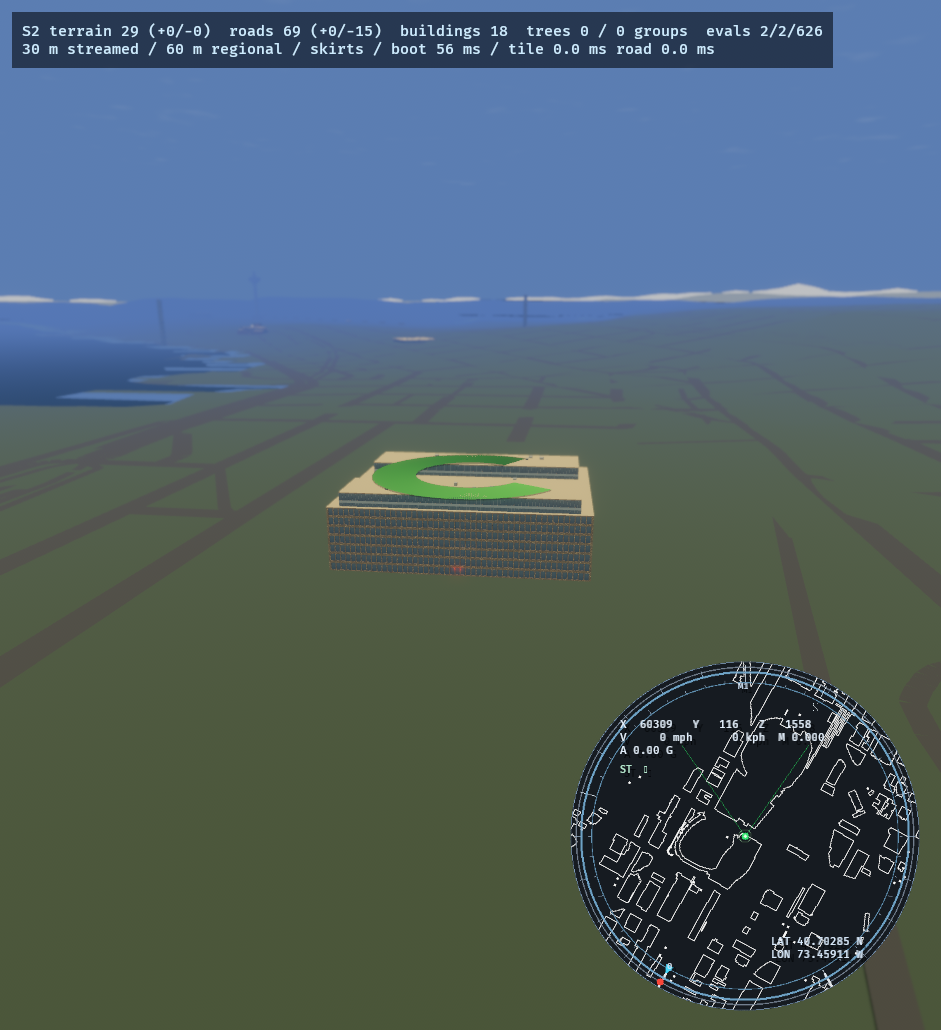 S2 terrain 29 (+0/-0)  roads 69 (+0/-15)  buildings 18  trees 0 / 0 groups  evals 2/2/626
30 m streamed / 60 m regional / skirts / boot 56 ms / tile 0.0 ms road 0.0 ms
X 60309 Y 116 Z 1558
V 0 mph 0 kph M 0.000
A 0.00 G
ST
LAT 40.70285 N
LON 73.45911 W